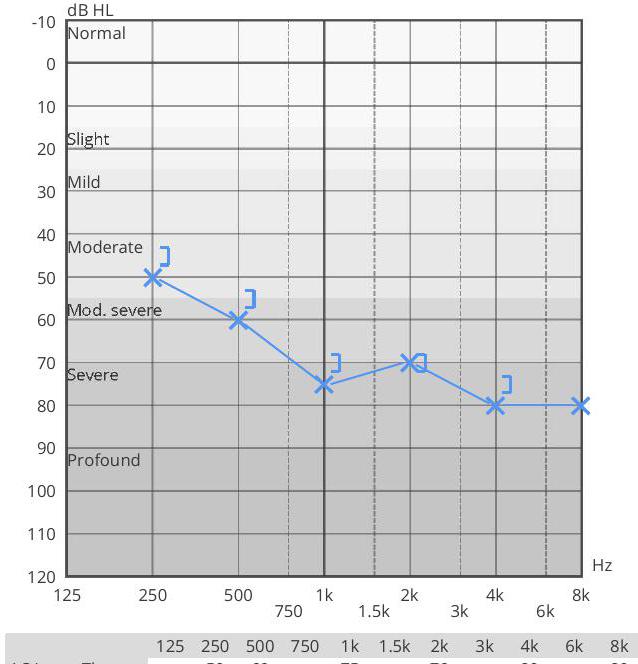 dB HL
-10
Normal
0
10
Slight
20
Mild
30
40
Moderate
50
Mod. severe
60
70
Severe
80
90
Profound
100
110
120
Hz
125 250 500 1k 2k 4k 8k
750 1.5k 3k 6k
125 250 500 750 1k 1.5k 2k 3k 4k 6k 8k